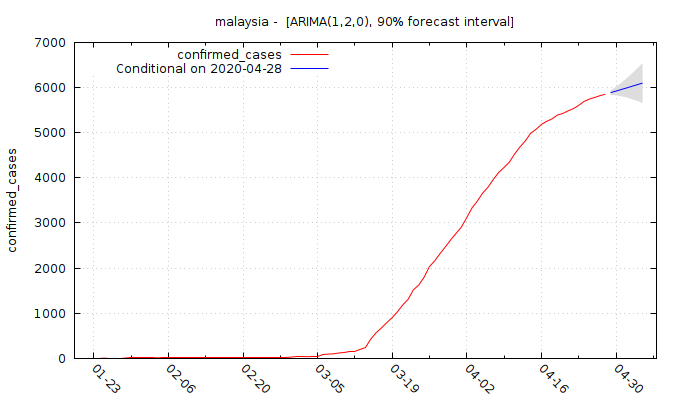 malaysia -  [ARIMA(1,2,0), 90% forecast interval]
7000
confirmed_cases
Conditional on 2020-04-28
6000
5000
4000
confirmed_cases
3000
2000
1000
0
01-23 02-06 02-20 03-05 03-19 04-02 04-16 04-30